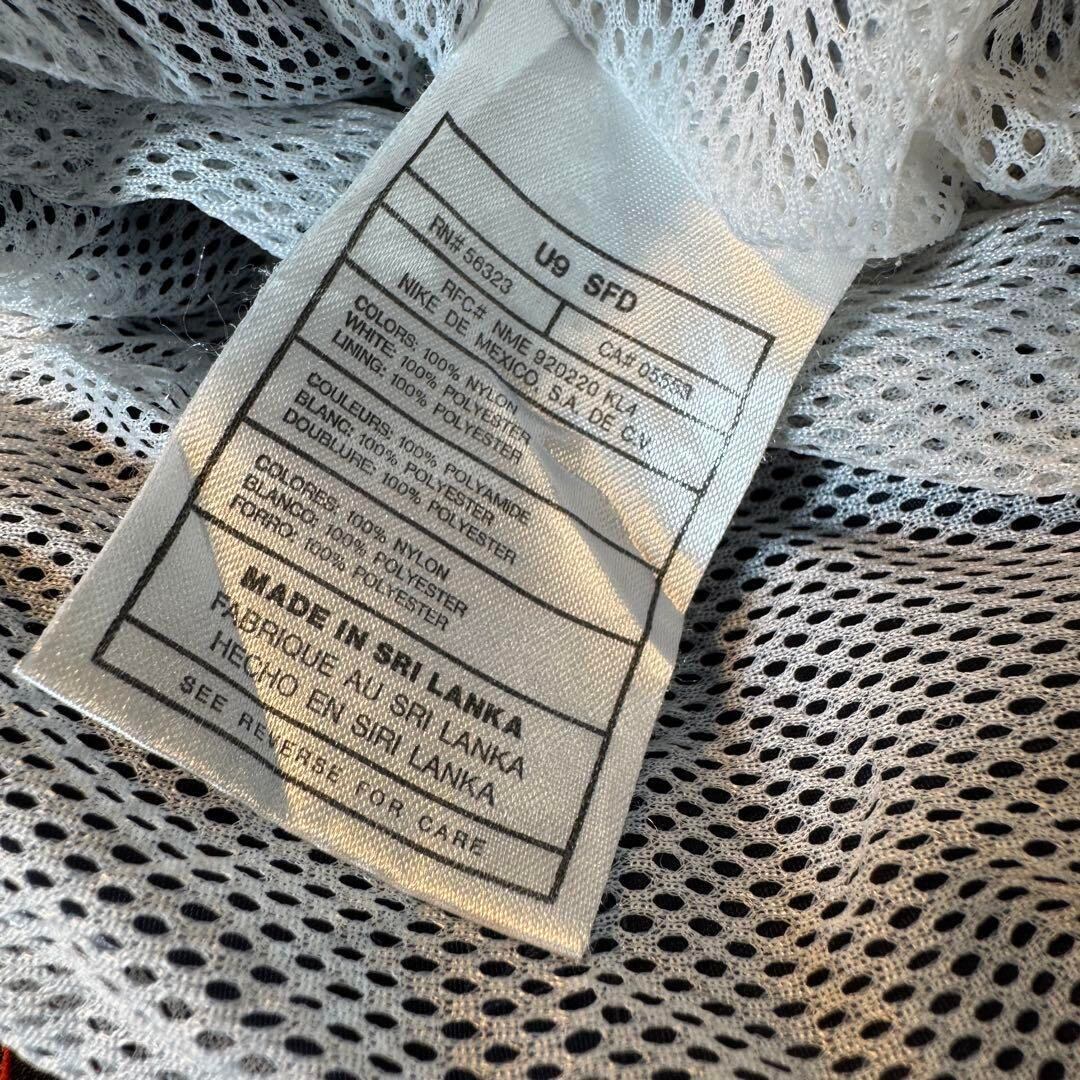 U9 SFD
RN# 56323
CA# 05553
RFC# NME 920220 KL4
NIKE DE MEXICO, S.A. DE C.V.
COLORS: 100% NYLON
WHITE: 100% POLYESTER
LINING: 100% POLYESTER
COULEURS: 100% POLYAMIDE
BLANC: 100% POLYESTER
DOUBLURE: 100% POLYESTER
COLORES: 100% NYLON
BLANCO: 100% POLYESTER
FORRO: 100% POLYESTER
MADE IN SRI LANKA
FABRIQUE AU SRI LANKA
HECHO EN SIRI LANKA
SEE REVERSE FOR CARE